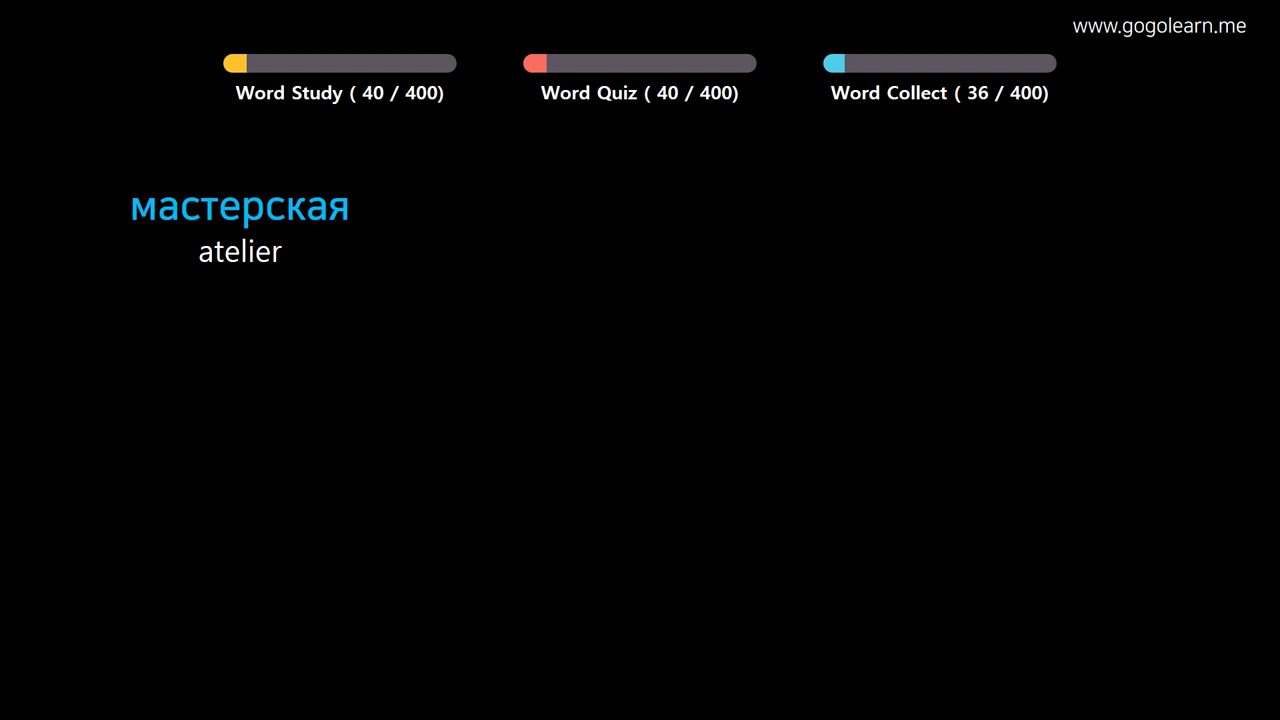 www.gogolearn.me
Word Study ( 40 / 400)
Word Quiz ( 40 / 400)
Word Collect ( 36 / 400)
мастерская
atelier